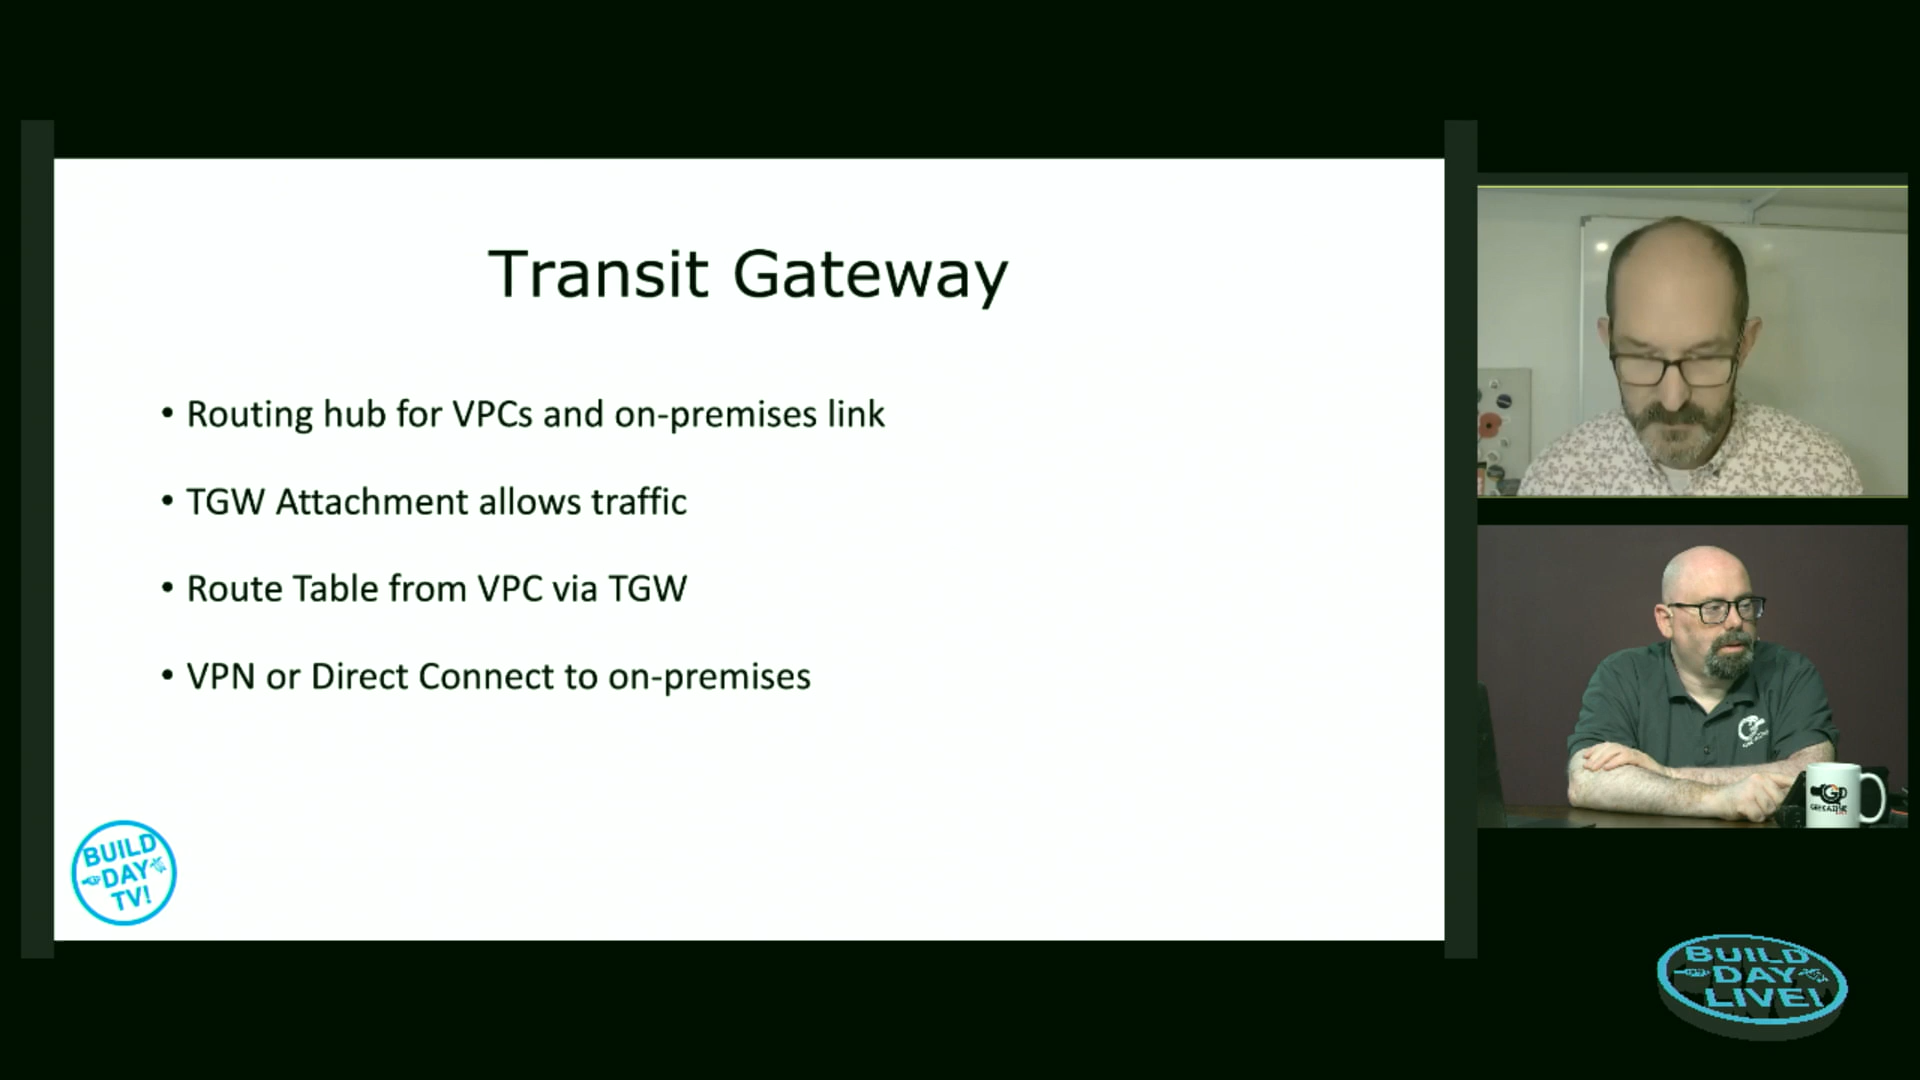 Transit Gateway
• Routing hub for VPCs and on-premises link
• TGW Attachment allows traffic
• Route Table from VPC via TGW
• VPN or Direct Connect to on-premises
BUILD
DAY
TV!
BUILD
DAY
LIVE!